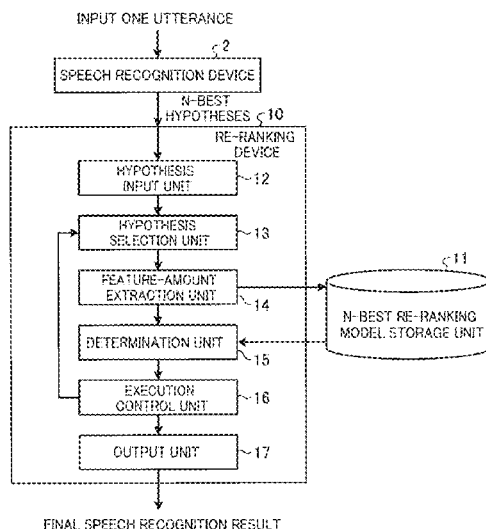 INPUT ONE UTTERANCE
2
SPEECH RECOGNITION DEVICE
N-BEST
HYPOTHESES
10
RE-RANKING
DEVICE
HYPOTHESIS
INPUT UNIT
12
HYPOTHESIS
SELECTION UNIT
13
FEATURE-AMOUNT
EXTRACTION UNIT
14
11
N-BEST RE-RANKING
MODEL STORAGE UNIT
DETERMINATION UNIT
15
EXECUTION
CONTROL UNIT
16
OUTPUT UNIT
17
FINAL SPEECH RECOGNITION RESULT